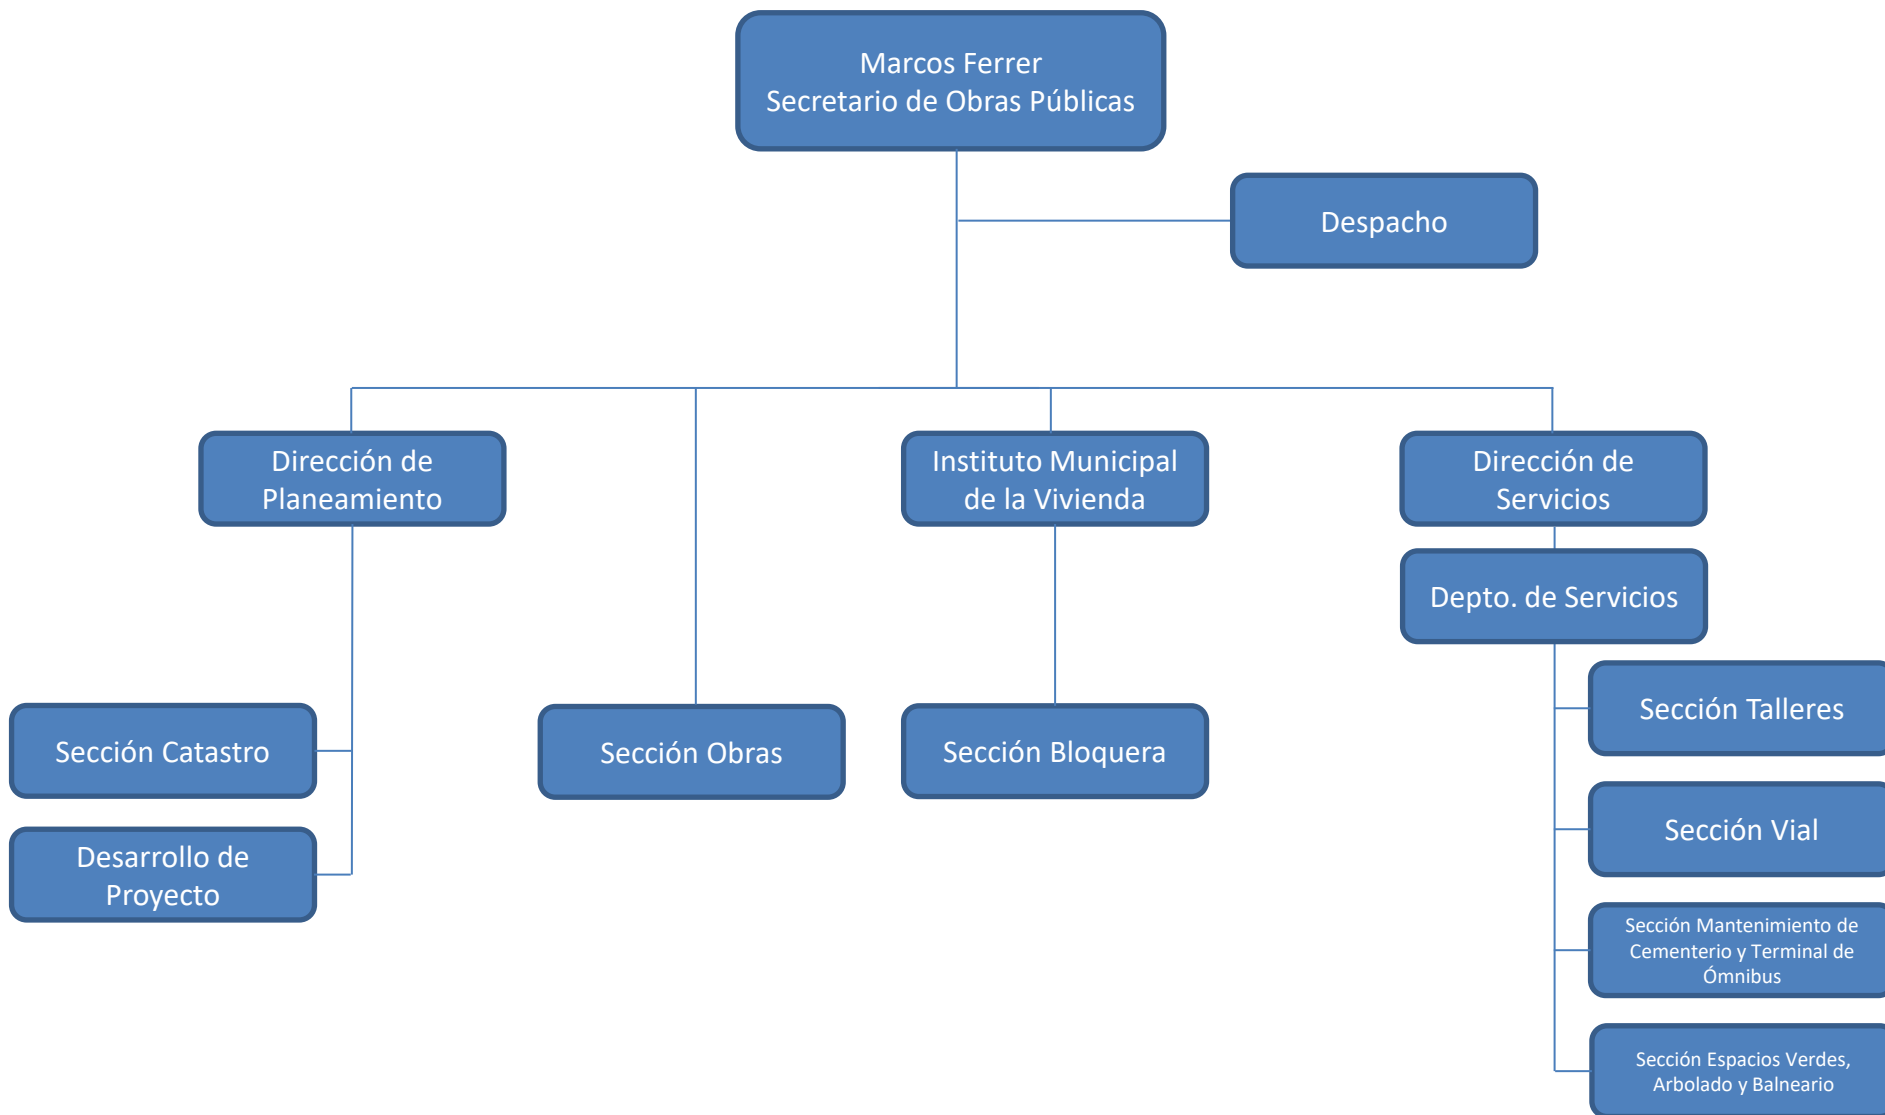 Marcos Ferrer
Secretario de Obras Públicas
Despacho
Dirección de
Planeamiento
Instituto Municipal
de la Vivienda
Dirección de
Servicios
Depto. de Servicios
Sección Catastro
Sección Obras
Sección Bloquera
Sección Talleres
Desarrollo de
Proyecto
Sección Vial
Sección Mantenimiento de
Cementerio y Terminal de
Ómnibus
Sección Espacios Verdes,
Arbolado y Balneario